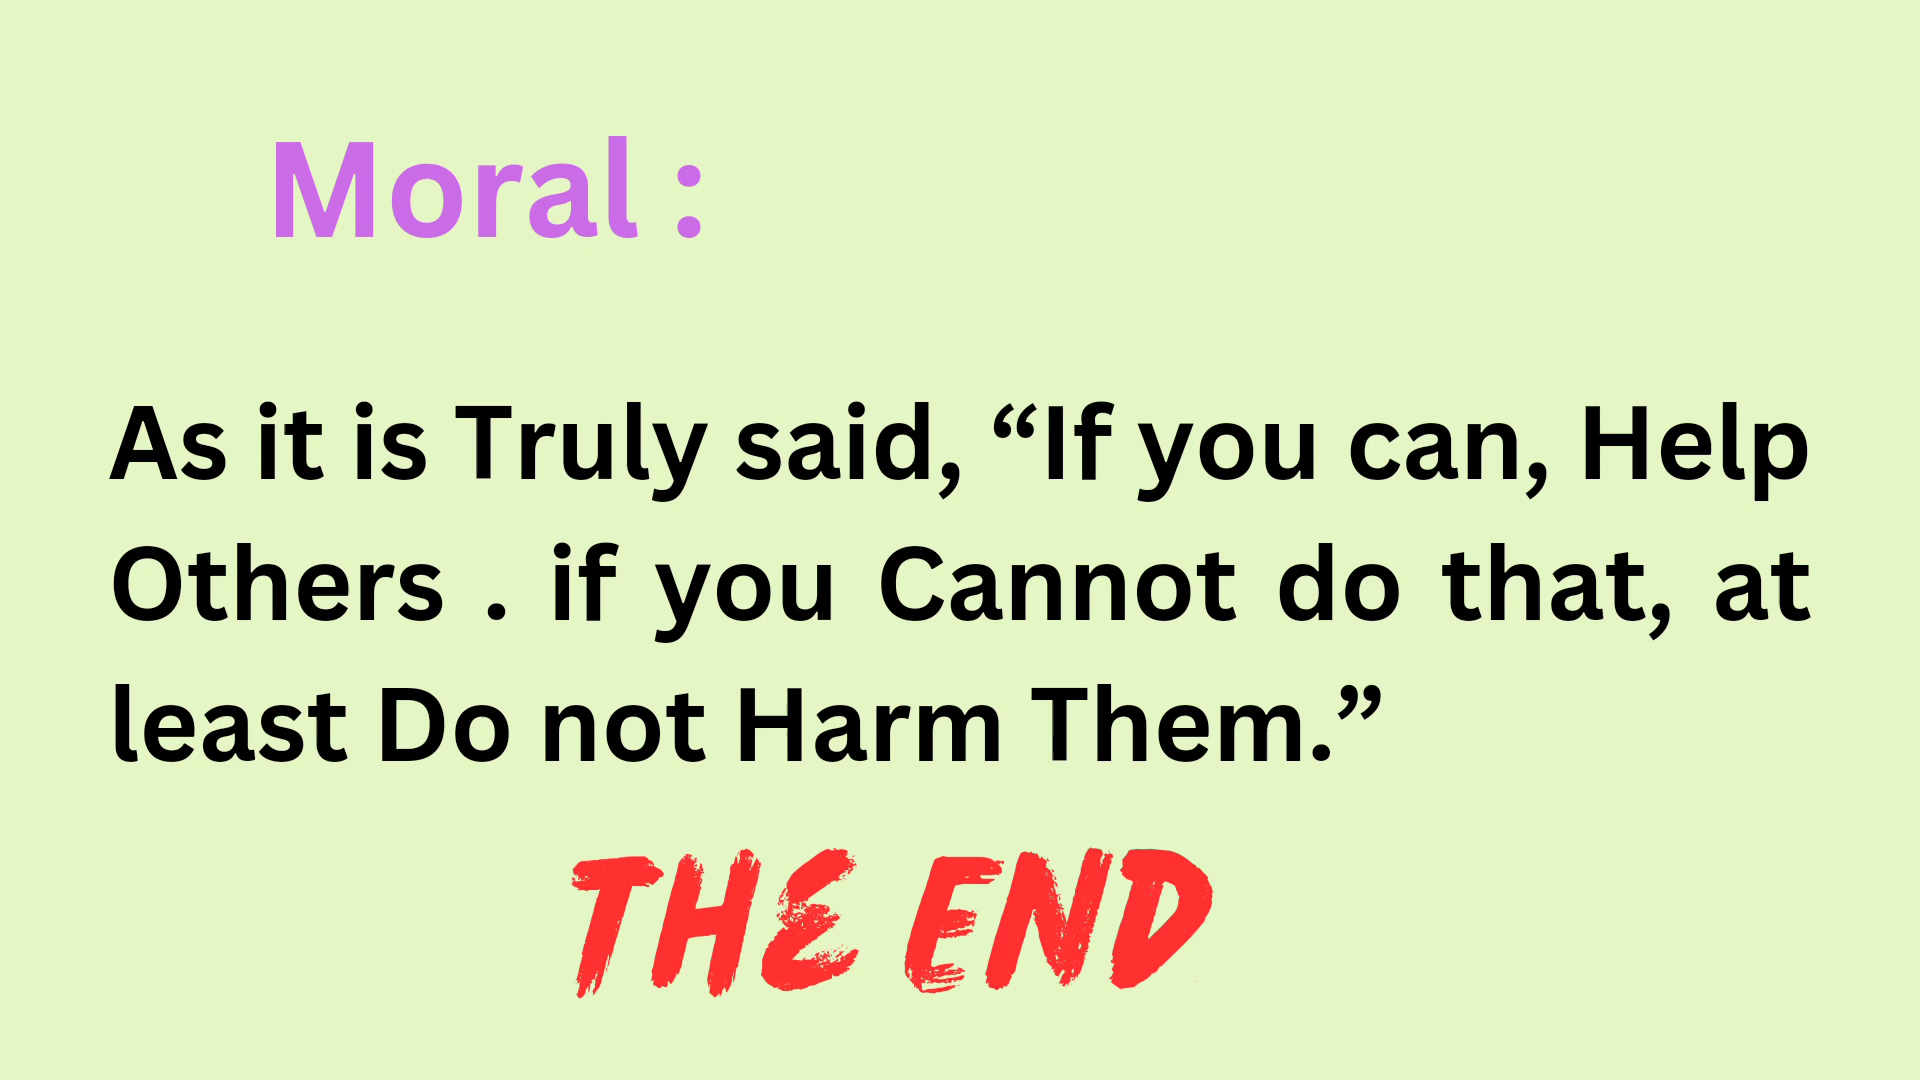 Moral :
As it is Truly said, “If you can, Help
Others . if you Cannot do that, at
least Do not Harm Them.”
THE END